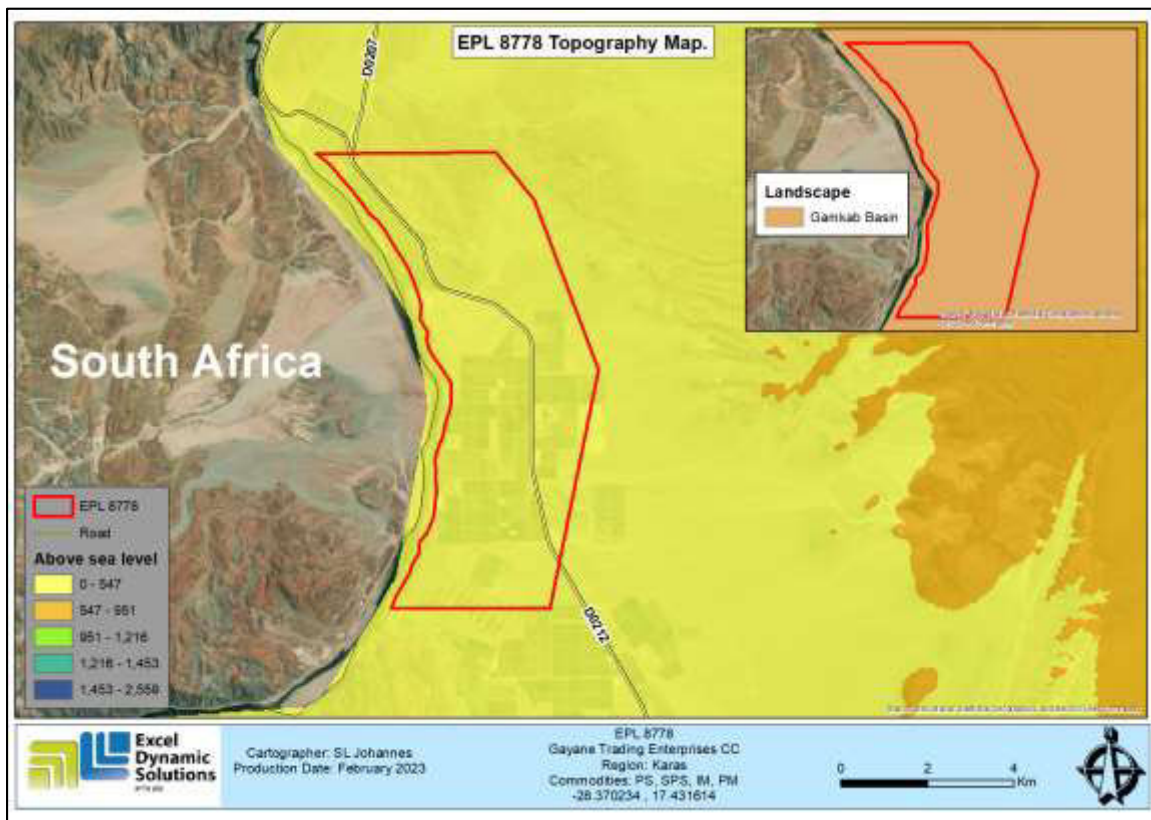 EPL 8778 Topography Map.
D0207
Landscape
Gamkab Basin
South Africa
EPL 8778
Road
Above sea level
0 - 547
547 - 951
951 - 1,216
1,216 - 1,453
1,453 - 2,559
D0212
Excel
Dynamic
Solutions
Cartographer: SL Johannes
Production Date: February 2023
EPL 8778
Gayane Trading Enterprises CC
Region: Karas
Commodities: PS, SPS, IM, PM
-28.370234 , 17.431614
0 2 4
Km